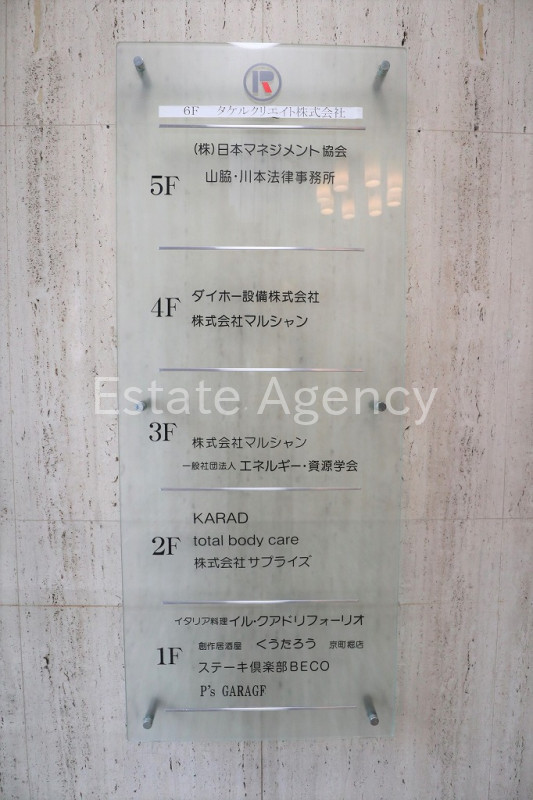 R
6F タケルクリエイト株式会社
(株)日本マネジメント協会
5F 山脇・川本法律事務所
4F ダイホー設備株式会社
株式会社マルシャン
Estate Agency
3F 株式会社マルシャン
一般社団法人 エネルギー・資源学会
KARAD
2F total body care
株式会社サプライズ
イタリア料理 イル・クアドリフォーリオ
創作居酒屋 くうたろう 京町堀店
1F ステーキ倶楽部BECO
P's GARAGF